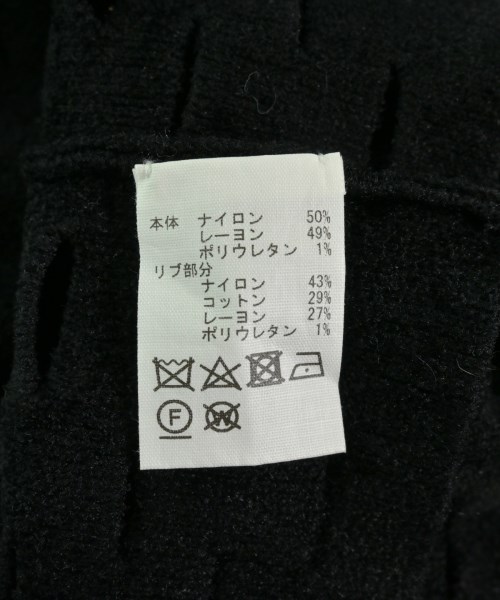 本体 ナイロン 50%
レーヨン 49%
ポリウレタン 1%
リブ部分
ナイロン 43%
コットン 29%
レーヨン 27%
ポリウレタン 1%
F W